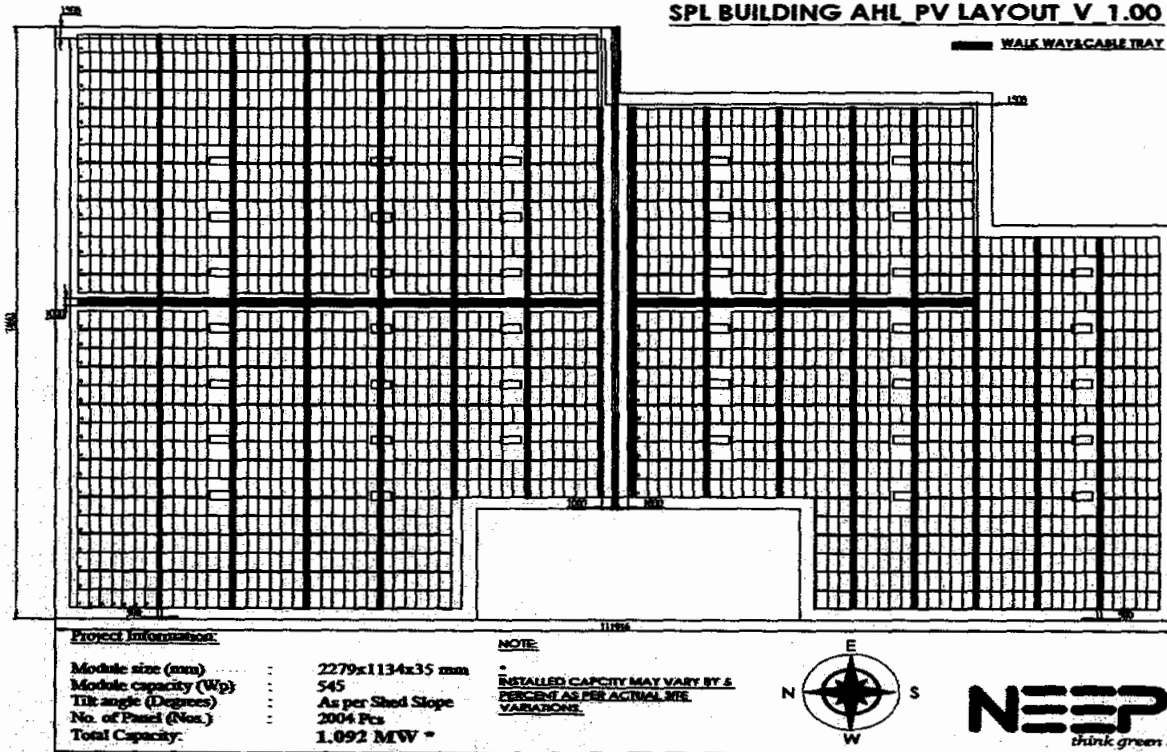 SPL BUILDING AHL_PV LAYOUT_V_1.00
WALK WAY&CABLE TRAY
1500
1500
1000 1000
500
500
Project Information:
Module size (mm) : 2279x1134x35 mm
Module capacity (Wp) : 545
Tilt angle (Degrees) : As per Shed Slope
No. of Panel (Nos.) : 2004 Pcs
Total Capacity: 1.092 MW *
NOTE:
*
INSTALLED CAPCITY MAY VARY BY 5
PERCENT AS PER ACTUAL SITE
VARIATIONS.
E
N S
W
NEEP
think green